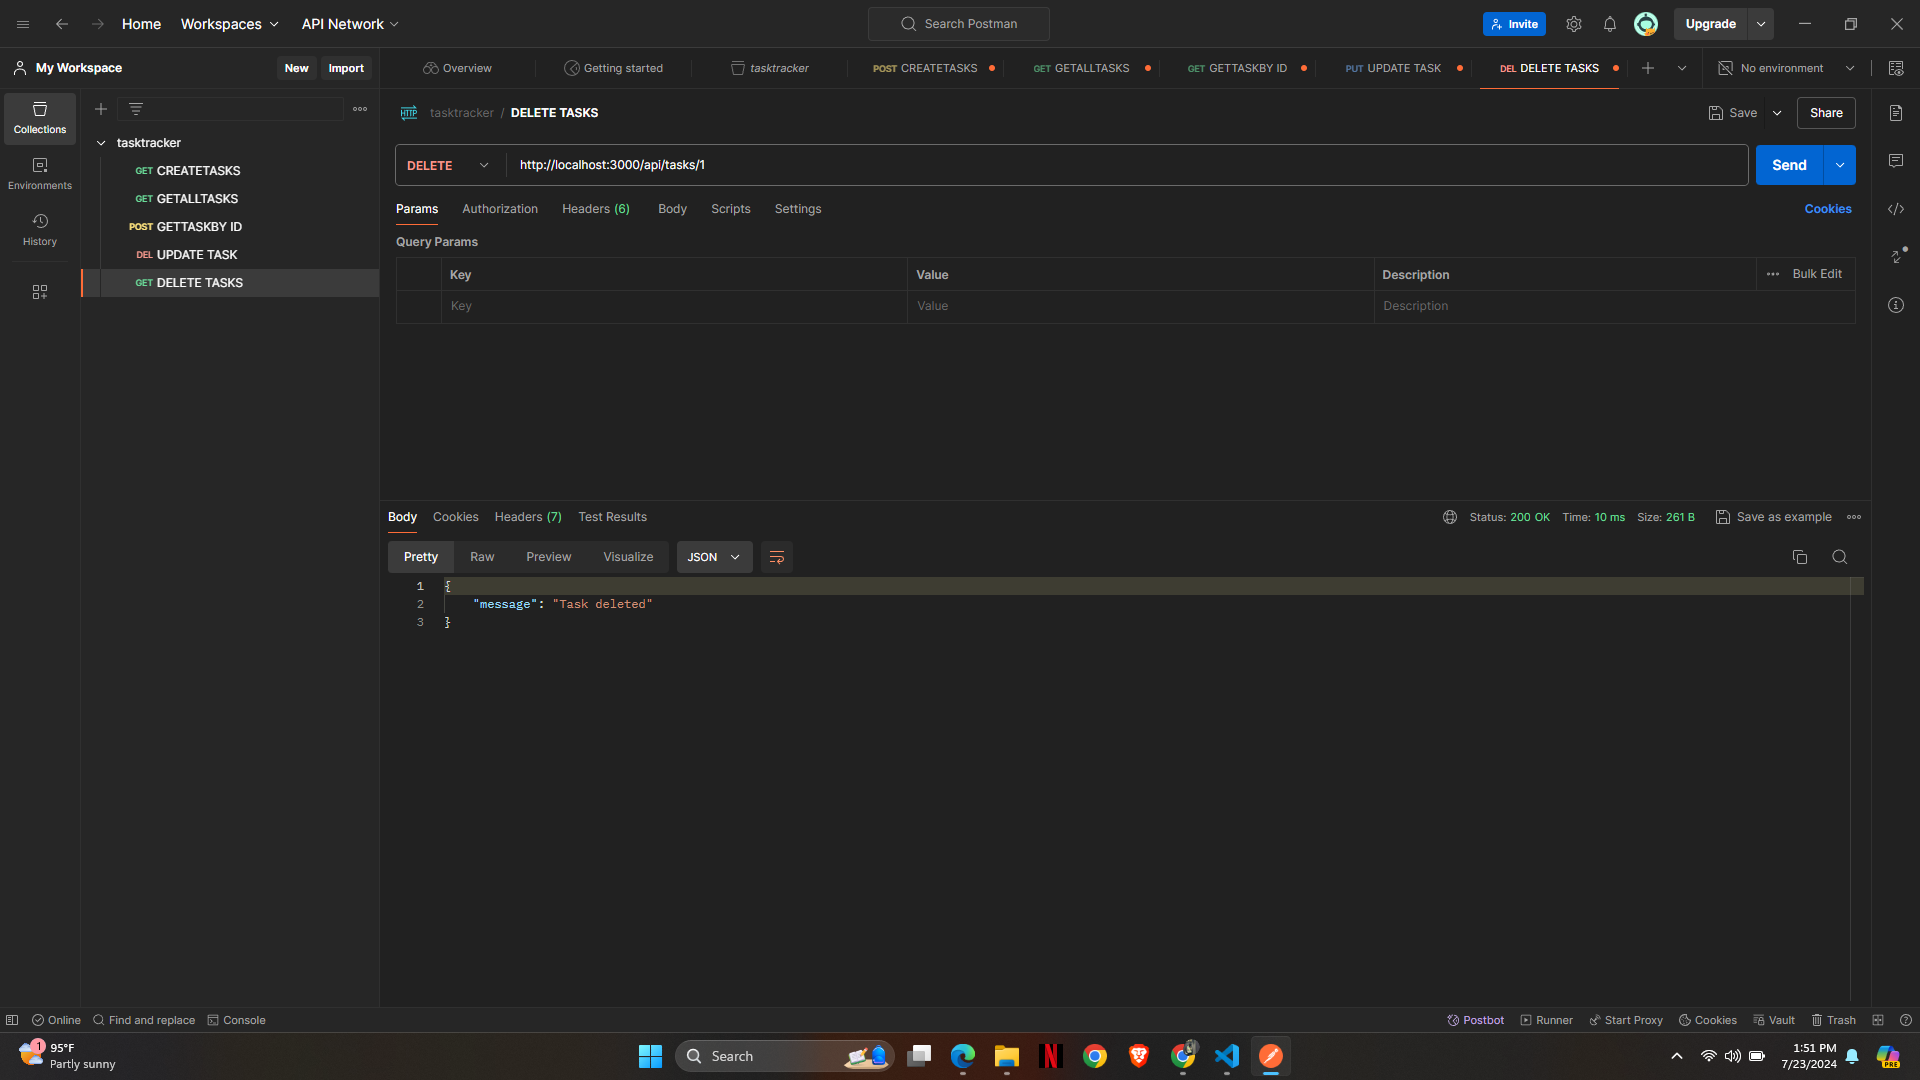 Home Workspaces API Network Search Postman Invite Upgrade
My Workspace New Import Overview Getting started tasktracker POST CREATETASKS GET GETALLTASKS GET GETTASKBY ID PUT UPDATE TASK DEL DELETE TASKS No environment
Collections
Environments
History
tasktracker
GET CREATETASKS
GET GETALLTASKS
POST GETTASKBY ID
DEL UPDATE TASK
GET DELETE TASKS
HTTP tasktracker / DELETE TASKS Save Share
DELETE http://localhost:3000/api/tasks/1 Send
Params Authorization Headers (6) Body Scripts Settings Cookies
Query Params
Key Value Description Bulk Edit
Key Value Description
Body Cookies Headers (7) Test Results Status: 200 OK Time: 10 ms Size: 261 B Save as example
Pretty Raw Preview Visualize JSON
1 {
2 "message": "Task deleted"
3 }
Online Find and replace Console Postbot Runner Start Proxy Cookies Vault Trash
1 95°F
Partly sunny
Search
1:51 PM
7/23/2024
PRE